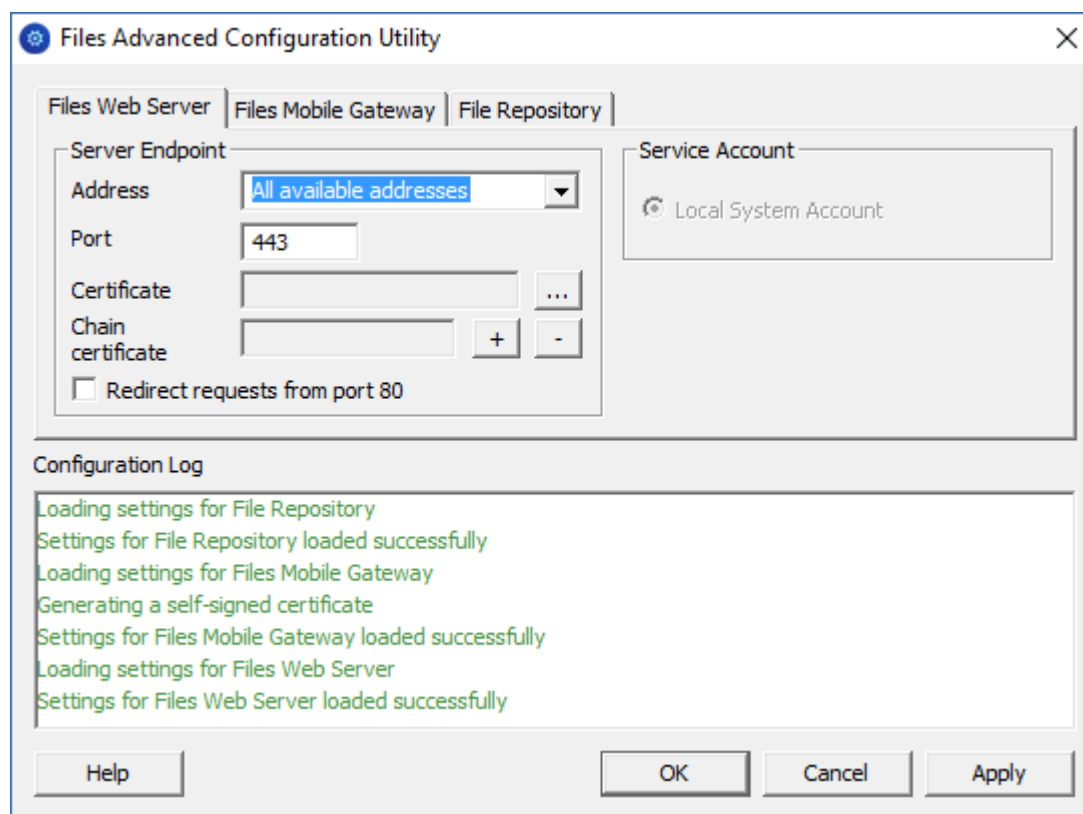 Files Advanced Configuration Utility
Files Web Server
Files Mobile Gateway
File Repository
Server Endpoint
Address
All available addresses
Port
443
Certificate
...
Chain
certificate
+
-
Redirect requests from port 80
Service Account
Local System Account
Configuration Log
Loading settings for File Repository
Settings for File Repository loaded successfully
Loading settings for Files Mobile Gateway
Generating a self-signed certificate
Settings for Files Mobile Gateway loaded successfully
Loading settings for Files Web Server
Settings for Files Web Server loaded successfully
Help
OK
Cancel
Apply